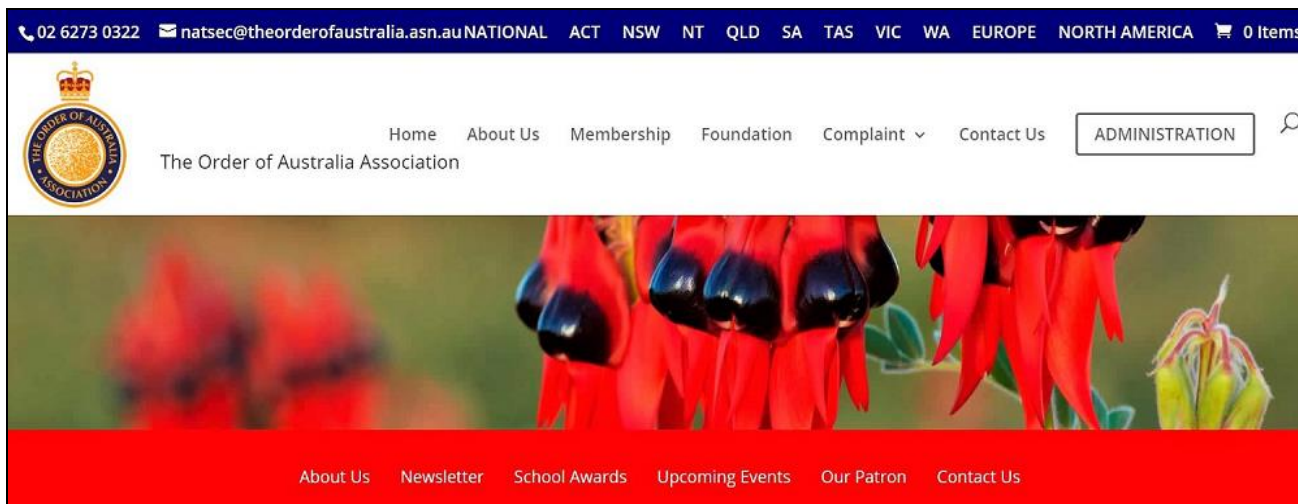 02 6273 0322 natsec@theorderofaustralia.asn.au NATIONAL ACT NSW NT QLD SA TAS VIC WA EUROPE NORTH AMERICA 0 Items
THE ORDER OF AUSTRALIA
ASSOCIATION
Home About Us Membership Foundation Complaint Contact Us ADMINISTRATION
The Order of Australia Association
About Us Newsletter School Awards Upcoming Events Our Patron Contact Us